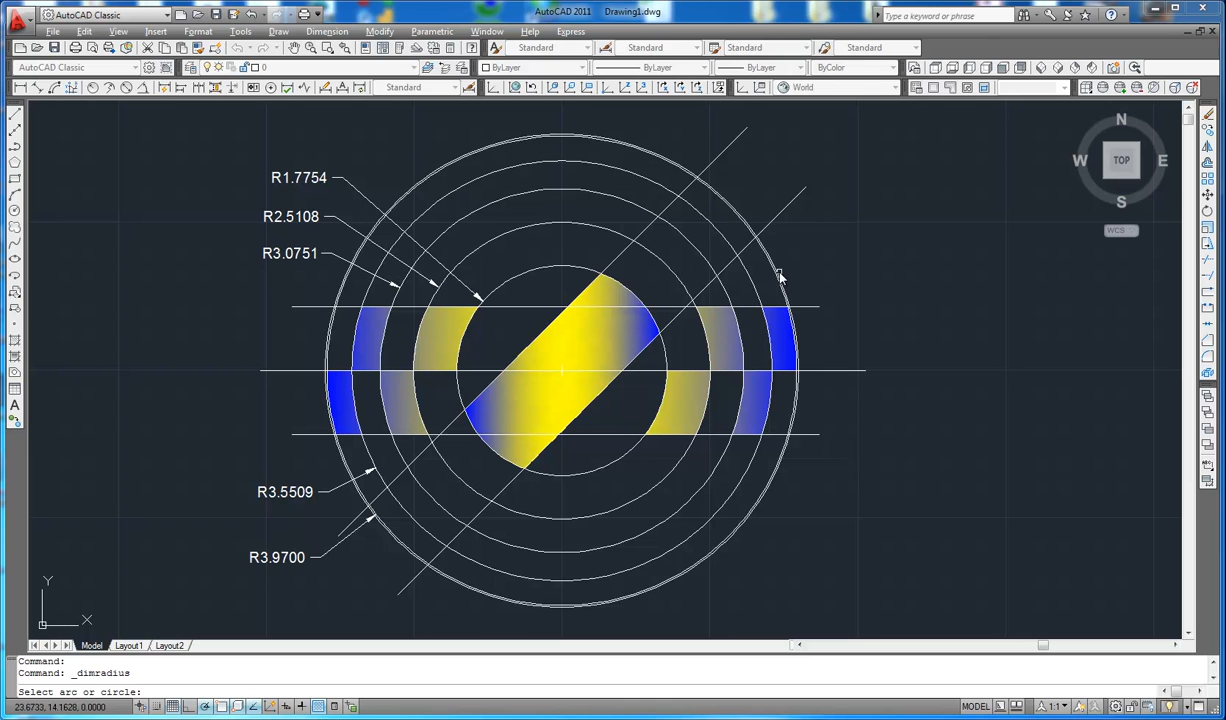 AutoCAD Classic AutoCAD 2011 Drawing1.dwg Type a keyword or phrase
File Edit View Insert Format Tools Draw Dimension Modify Parametric Window Help Express
Standard Standard Standard Standard
AutoCAD Classic 0 ByLayer ByLayer ByLayer ByColor
Standard World
N
W TOP E
S
WCS
R1.7754
R2.5108
R3.0751
R3.5509
R3.9700
Y
X
A
Model Layout1 Layout2
Command:
Command: _dimradius
Select arc or circle:
23.6733, 14.1628, 0.0000 MODEL 1:1